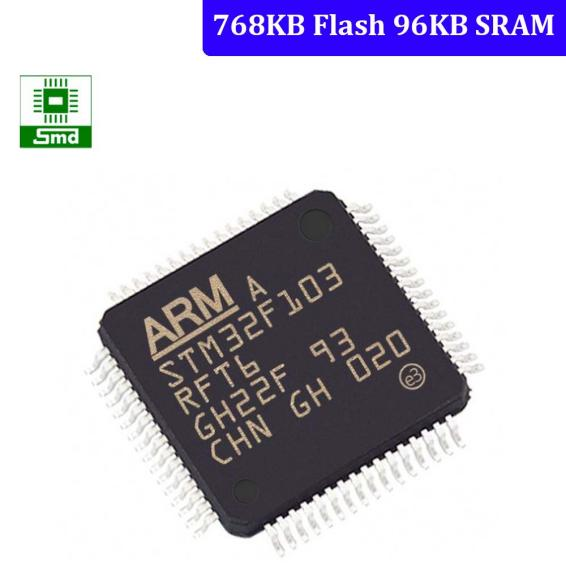 768KB Flash 96KB SRAM
Smd
ARM A
STM32F103
RFT6
GH22F 93
CHN GH 020
e3